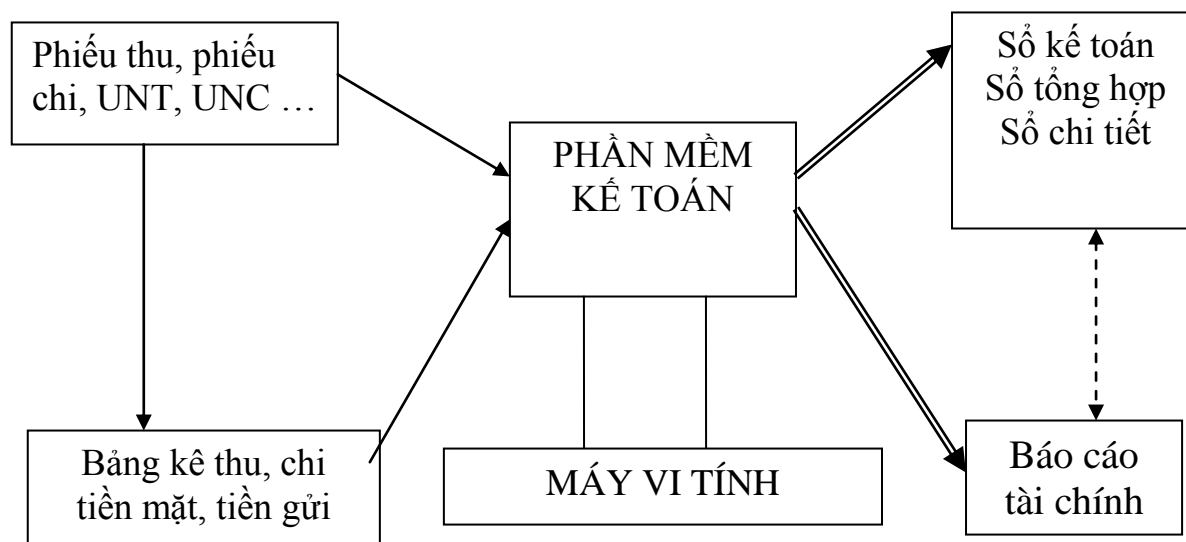 Phiếu thu, phiếu
chi, UNT, UNC …
PHẦN MỀM
KẾ TOÁN
Sổ kế toán
Sổ tổng hợp
Sổ chi tiết
Bảng kê thu, chi
tiền mặt, tiền gửi
MÁY VI TÍNH
Báo cáo
tài chính